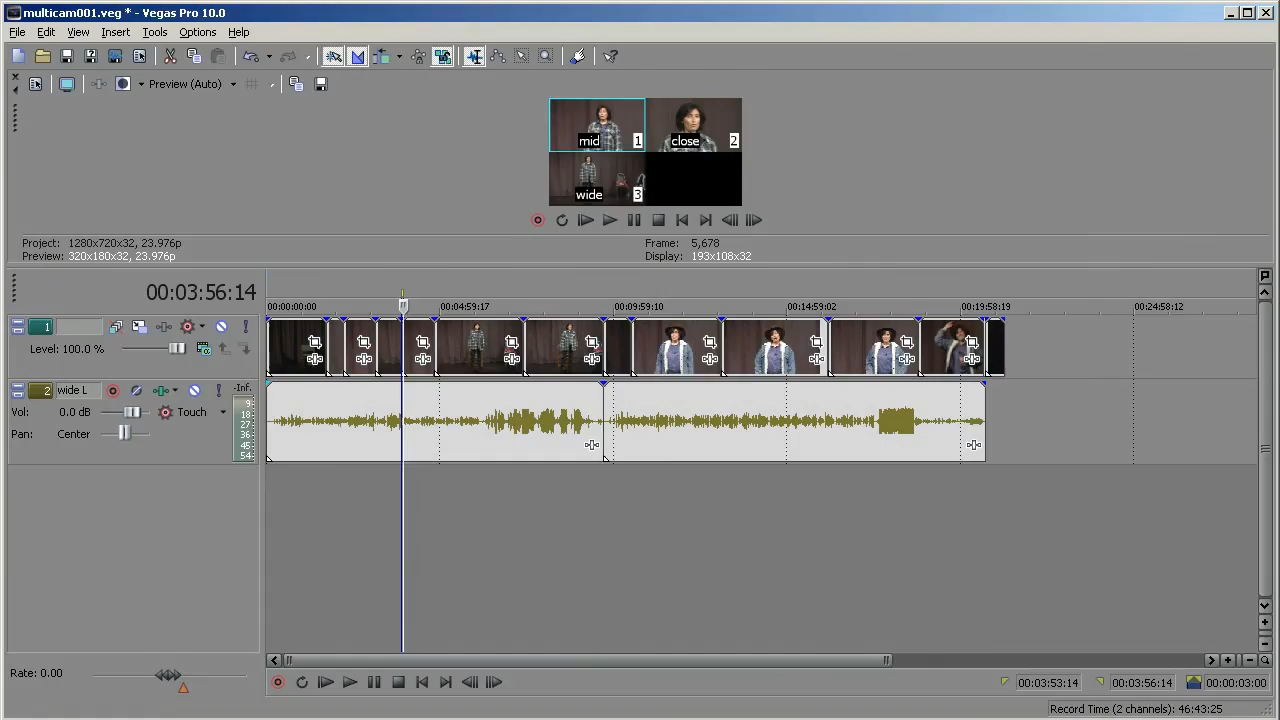 multicam001.veg * - Vegas Pro 10.0
File Edit View Insert Tools Options Help
Preview (Auto)
mid 1 close 2
wide 3
Project: 1280x720x32, 23.976p Frame: 5,678
Preview: 320x180x32, 23.976p Display: 193x108x32
00:03:56:14
00:00:00:00 00:04:59:17 00:09:59:10 00:14:59:02 00:19:58:19 00:24:58:12
1
Level: 100.0 %
2 wide L -Inf.
Vol: 0.0 dB Touch
Pan: Center
9
18
27
36
45
54
Rate: 0.00
00:03:53:14 00:03:56:14 00:00:03:00
Record Time (2 channels): 46:43:25